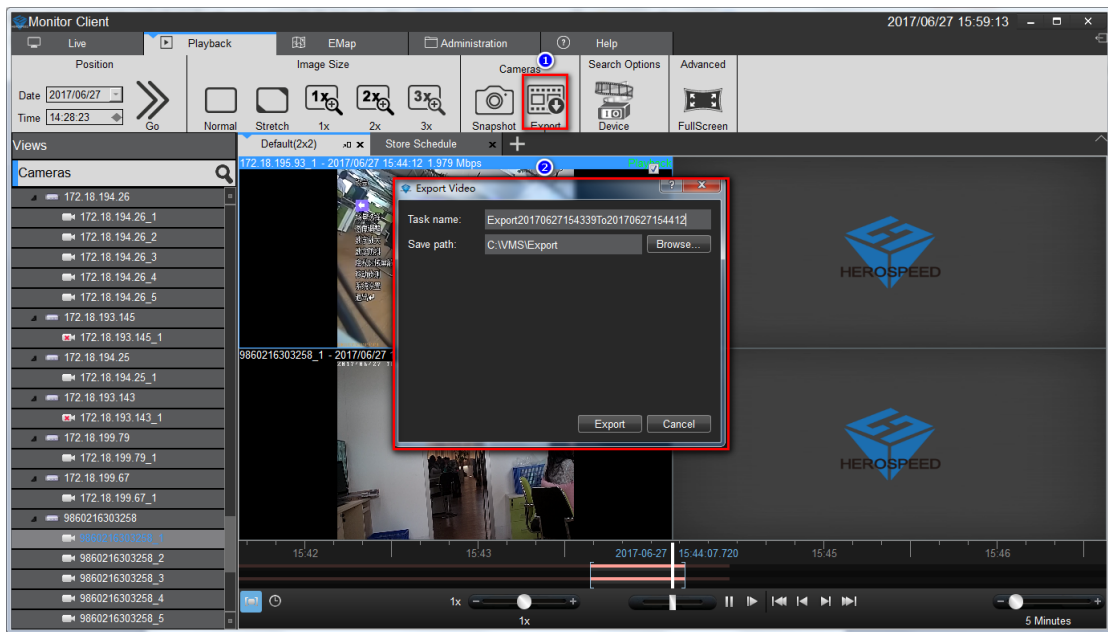 Monitor Client 2017/06/27 15:59:13
Live Playback EMap Administration Help
Position Image Size Cameras 1 Search Options Advanced
Date 2017/06/27
Time 14:28:23
Go Normal Stretch 1x 2x 3x Snapshot Export Device FullScreen
Views Default(2x2) Store Schedule
Cameras
172.18.195.93_1 - 2017/06/27 15:44:12 1.979 Mbps 2 Playback
Export Video
Task name: Export20170627154339To20170627154412
Save path: C:\VMS\Export Browse...
Export Cancel
HEROSPEED
172.18.194.26
172.18.194.26_1
172.18.194.26_2
172.18.194.26_3
172.18.194.26_4
172.18.194.26_5
172.18.193.145
172.18.193.145_1
172.18.194.25
172.18.194.25_1
172.18.193.143
172.18.193.143_1
172.18.199.79
172.18.199.79_1
172.18.199.67
172.18.199.67_1
9860216303258
9860216303258_2
9860216303258_3
9860216303258_4
9860216303258_5
9860216303258_1 - 2017/06/27
HEROSPEED
15:42 15:43 2017-06-27 15:44:07.720 15:45 15:46
1x
1x 5 Minutes